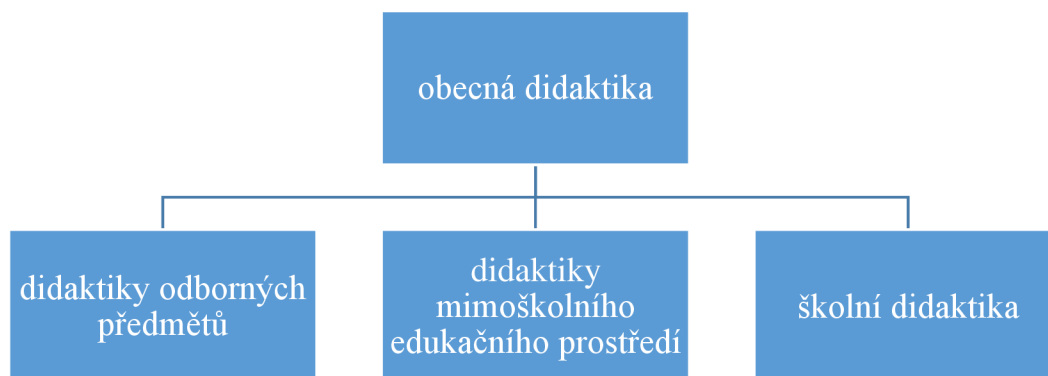 obecná didaktika
didaktiky odborných
předmětů
didaktiky
mimoškolního
edukačního prostředí
školní didaktika